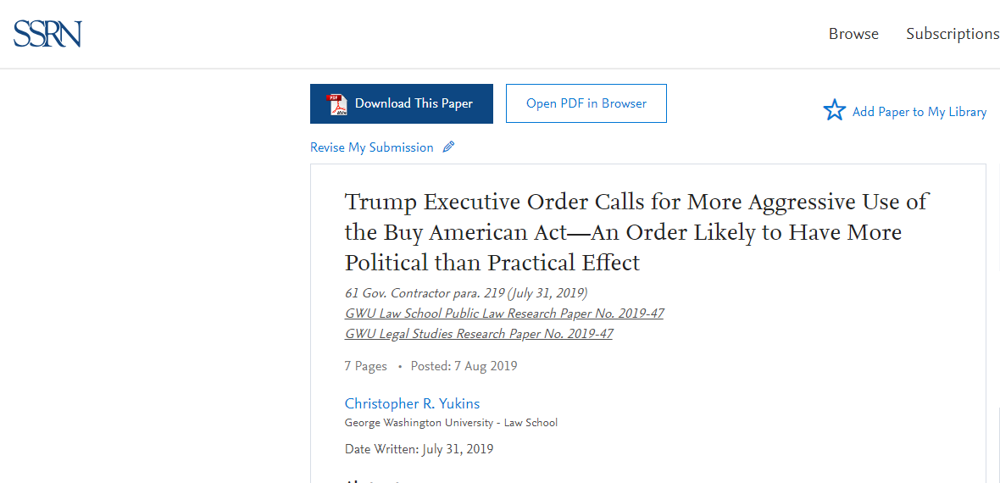 SSRN
Browse
Subscriptions
PDF
Download This Paper
Open PDF in Browser
Add Paper to My Library
Revise My Submission
Trump Executive Order Calls for More Aggressive Use of
the Buy American Act—An Order Likely to Have More
Political than Practical Effect
61 Gov. Contractor para. 219 (July 31, 2019)
GWU Law School Public Law Research Paper No. 2019-47
GWU Legal Studies Research Paper No. 2019-47
7 Pages • Posted: 7 Aug 2019
Christopher R. Yukins
George Washington University - Law School
Date Written: July 31, 2019